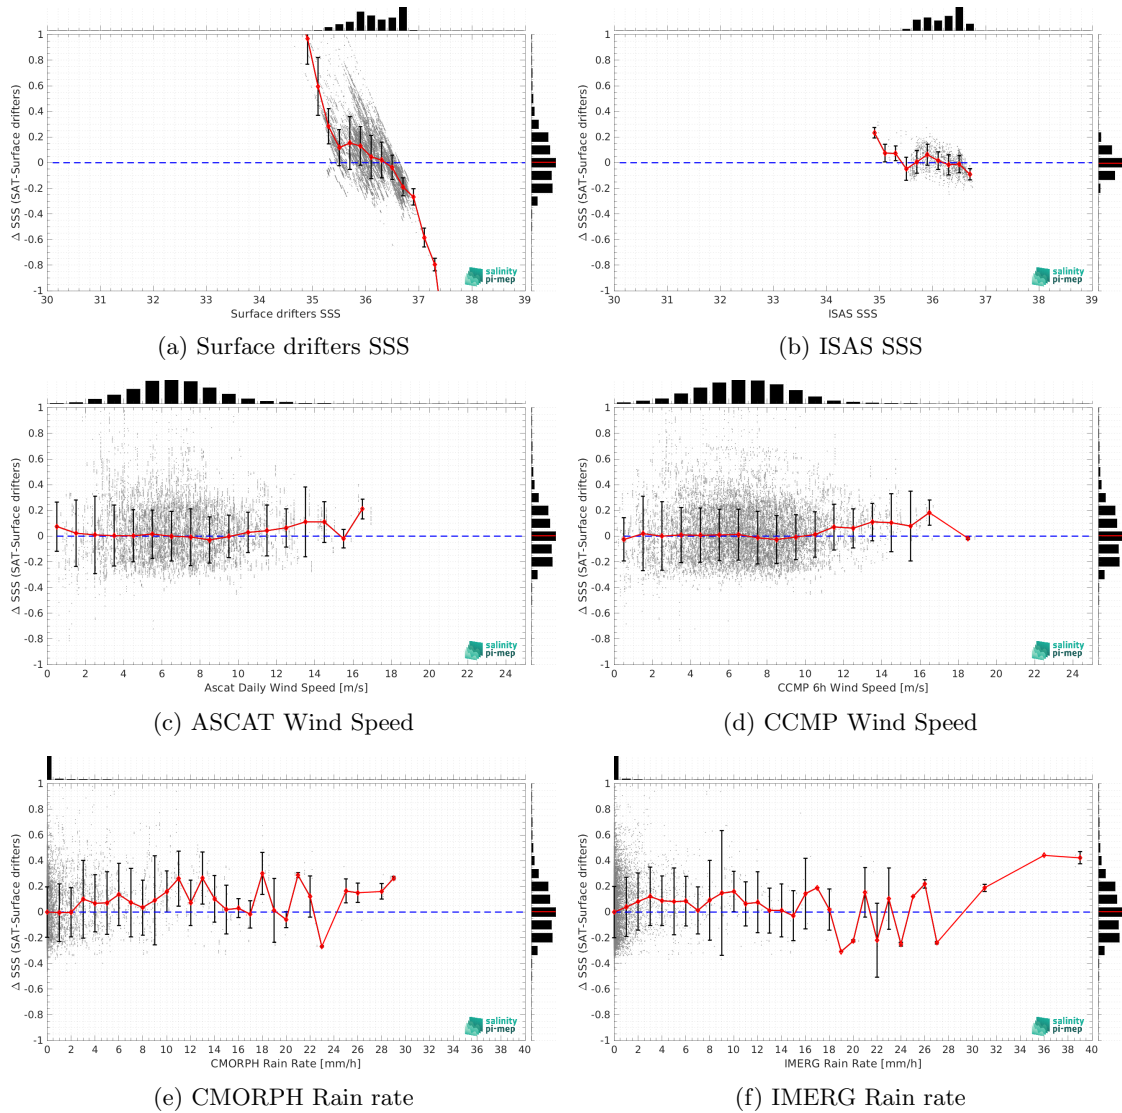 1
0.8
0.6
0.4
0.2
0
-0.2
-0.4
-0.6
-0.8
-1
Δ SSS (SAT-Surface drifters)
30 31 32 33 34 35 36 37 38 39
Surface drifters SSS
salinity
pi-mep
(a) Surface drifters SSS
1
0.8
0.6
0.4
0.2
0
-0.2
-0.4
-0.6
-0.8
-1
Δ SSS (SAT-Surface drifters)
30 31 32 33 34 35 36 37 38 39
ISAS SSS
salinity
pi-mep
(b) ISAS SSS
1
0.8
0.6
0.4
0.2
0
-0.2
-0.4
-0.6
-0.8
-1
Δ SSS (SAT-Surface drifters)
0 2 4 6 8 10 12 14 16 18 20 22 24
Ascat Daily Wind Speed [m/s]
salinity
pi-mep
(c) ASCAT Wind Speed
1
0.8
0.6
0.4
0.2
0
-0.2
-0.4
-0.6
-0.8
-1
Δ SSS (SAT-Surface drifters)
0 2 4 6 8 10 12 14 16 18 20 22 24
CCMP 6h Wind Speed [m/s]
salinity
pi-mep
(d) CCMP Wind Speed
1
0.8
0.6
0.4
0.2
0
-0.2
-0.4
-0.6
-0.8
-1
Δ SSS (SAT-Surface drifters)
0 2 4 6 8 10 12 14 16 18 20 22 24 26 28 30 32 34 36 38 40
CMORPH Rain Rate [mm/h]
salinity
pi-mep
(e) CMORPH Rain rate
1
0.8
0.6
0.4
0.2
0
-0.2
-0.4
-0.6
-0.8
-1
Δ SSS (SAT-Surface drifters)
0 2 4 6 8 10 12 14 16 18 20 22 24 26 28 30 32 34 36 38 40
IMERG Rain Rate [mm/h]
salinity
pi-mep
(f) IMERG Rain rate